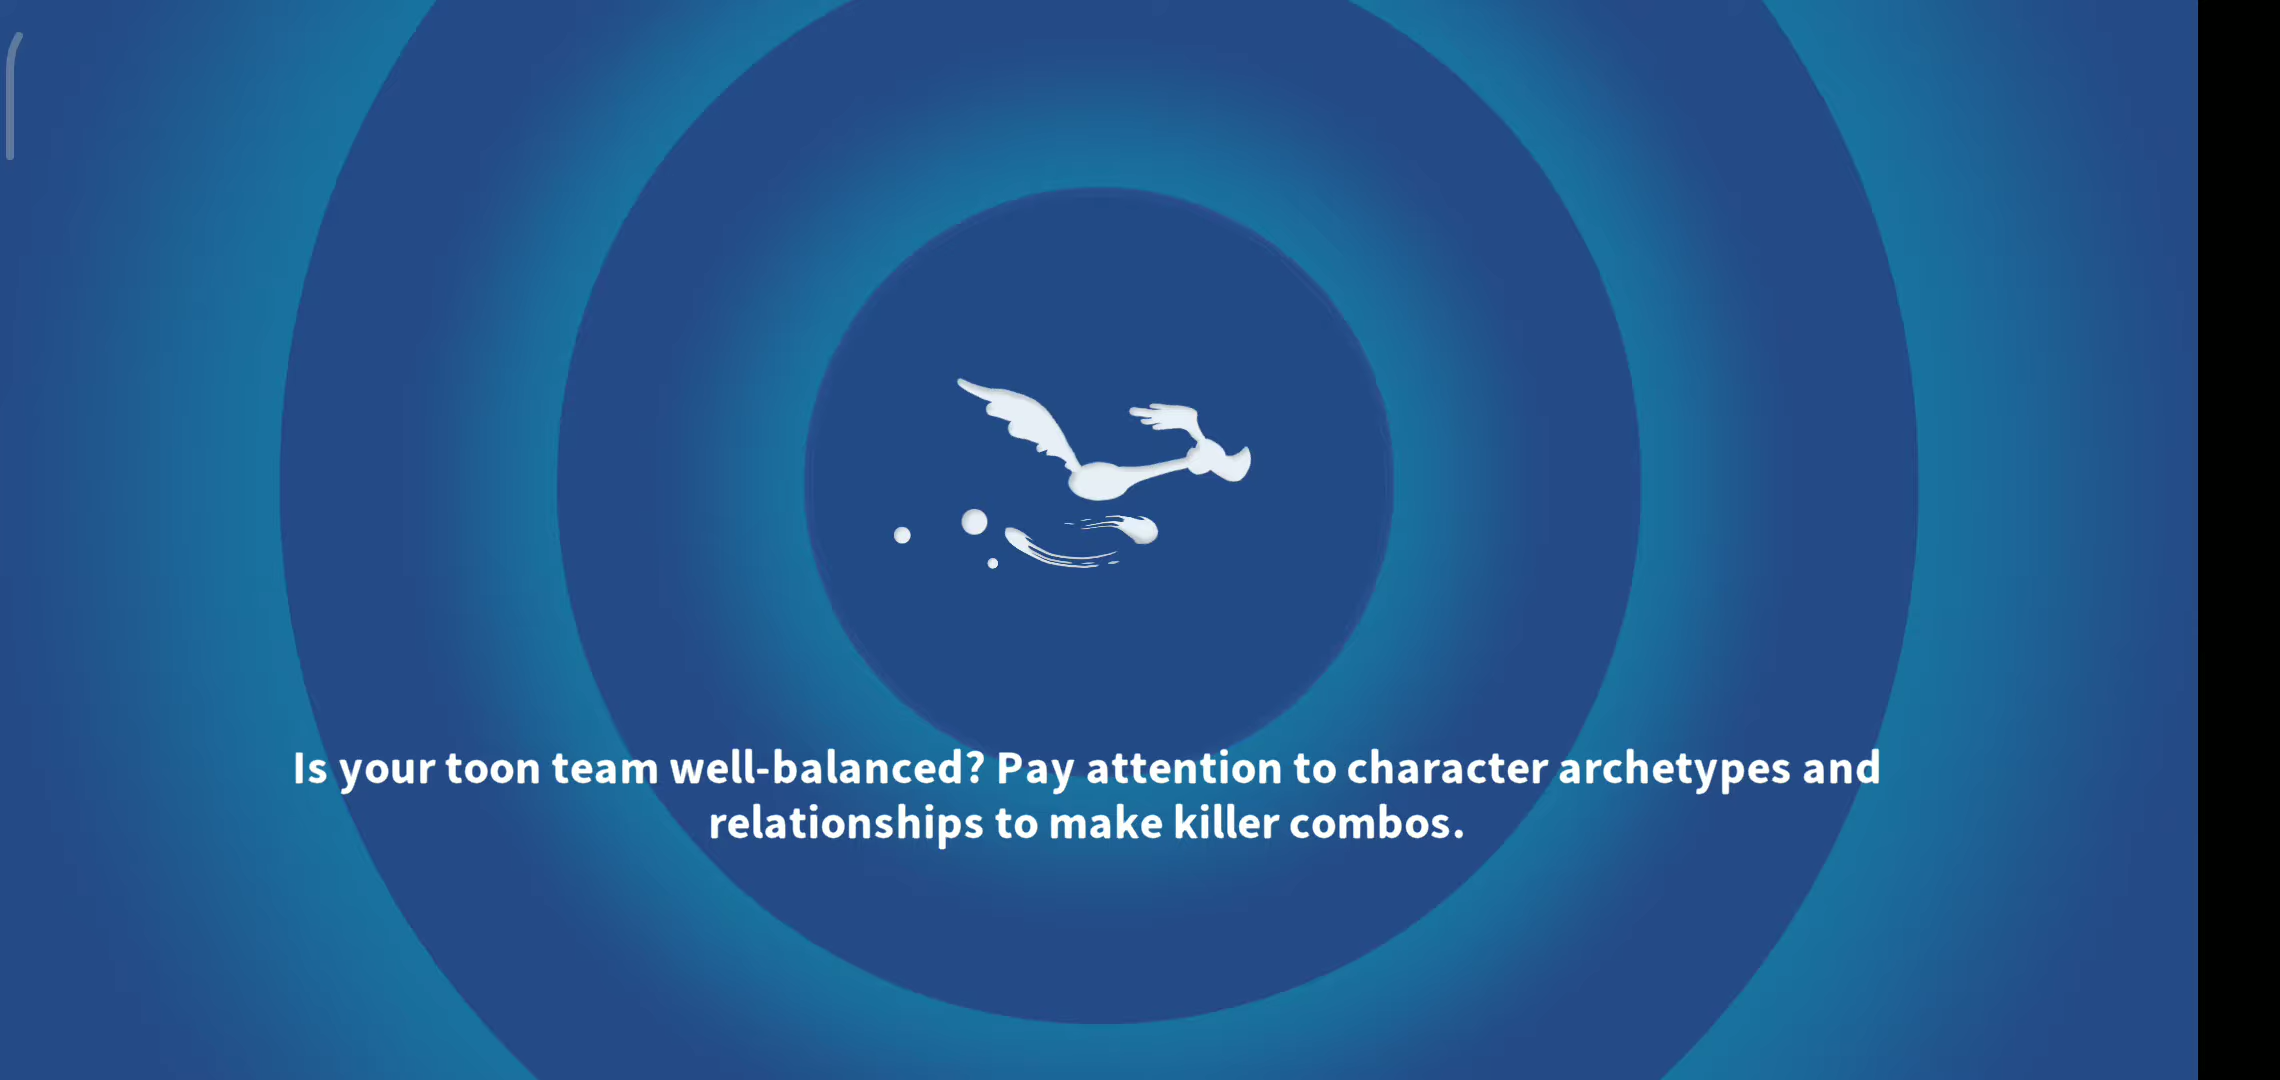 Is your toon team well-balanced? Pay attention to character archetypes and
relationships to make killer combos.